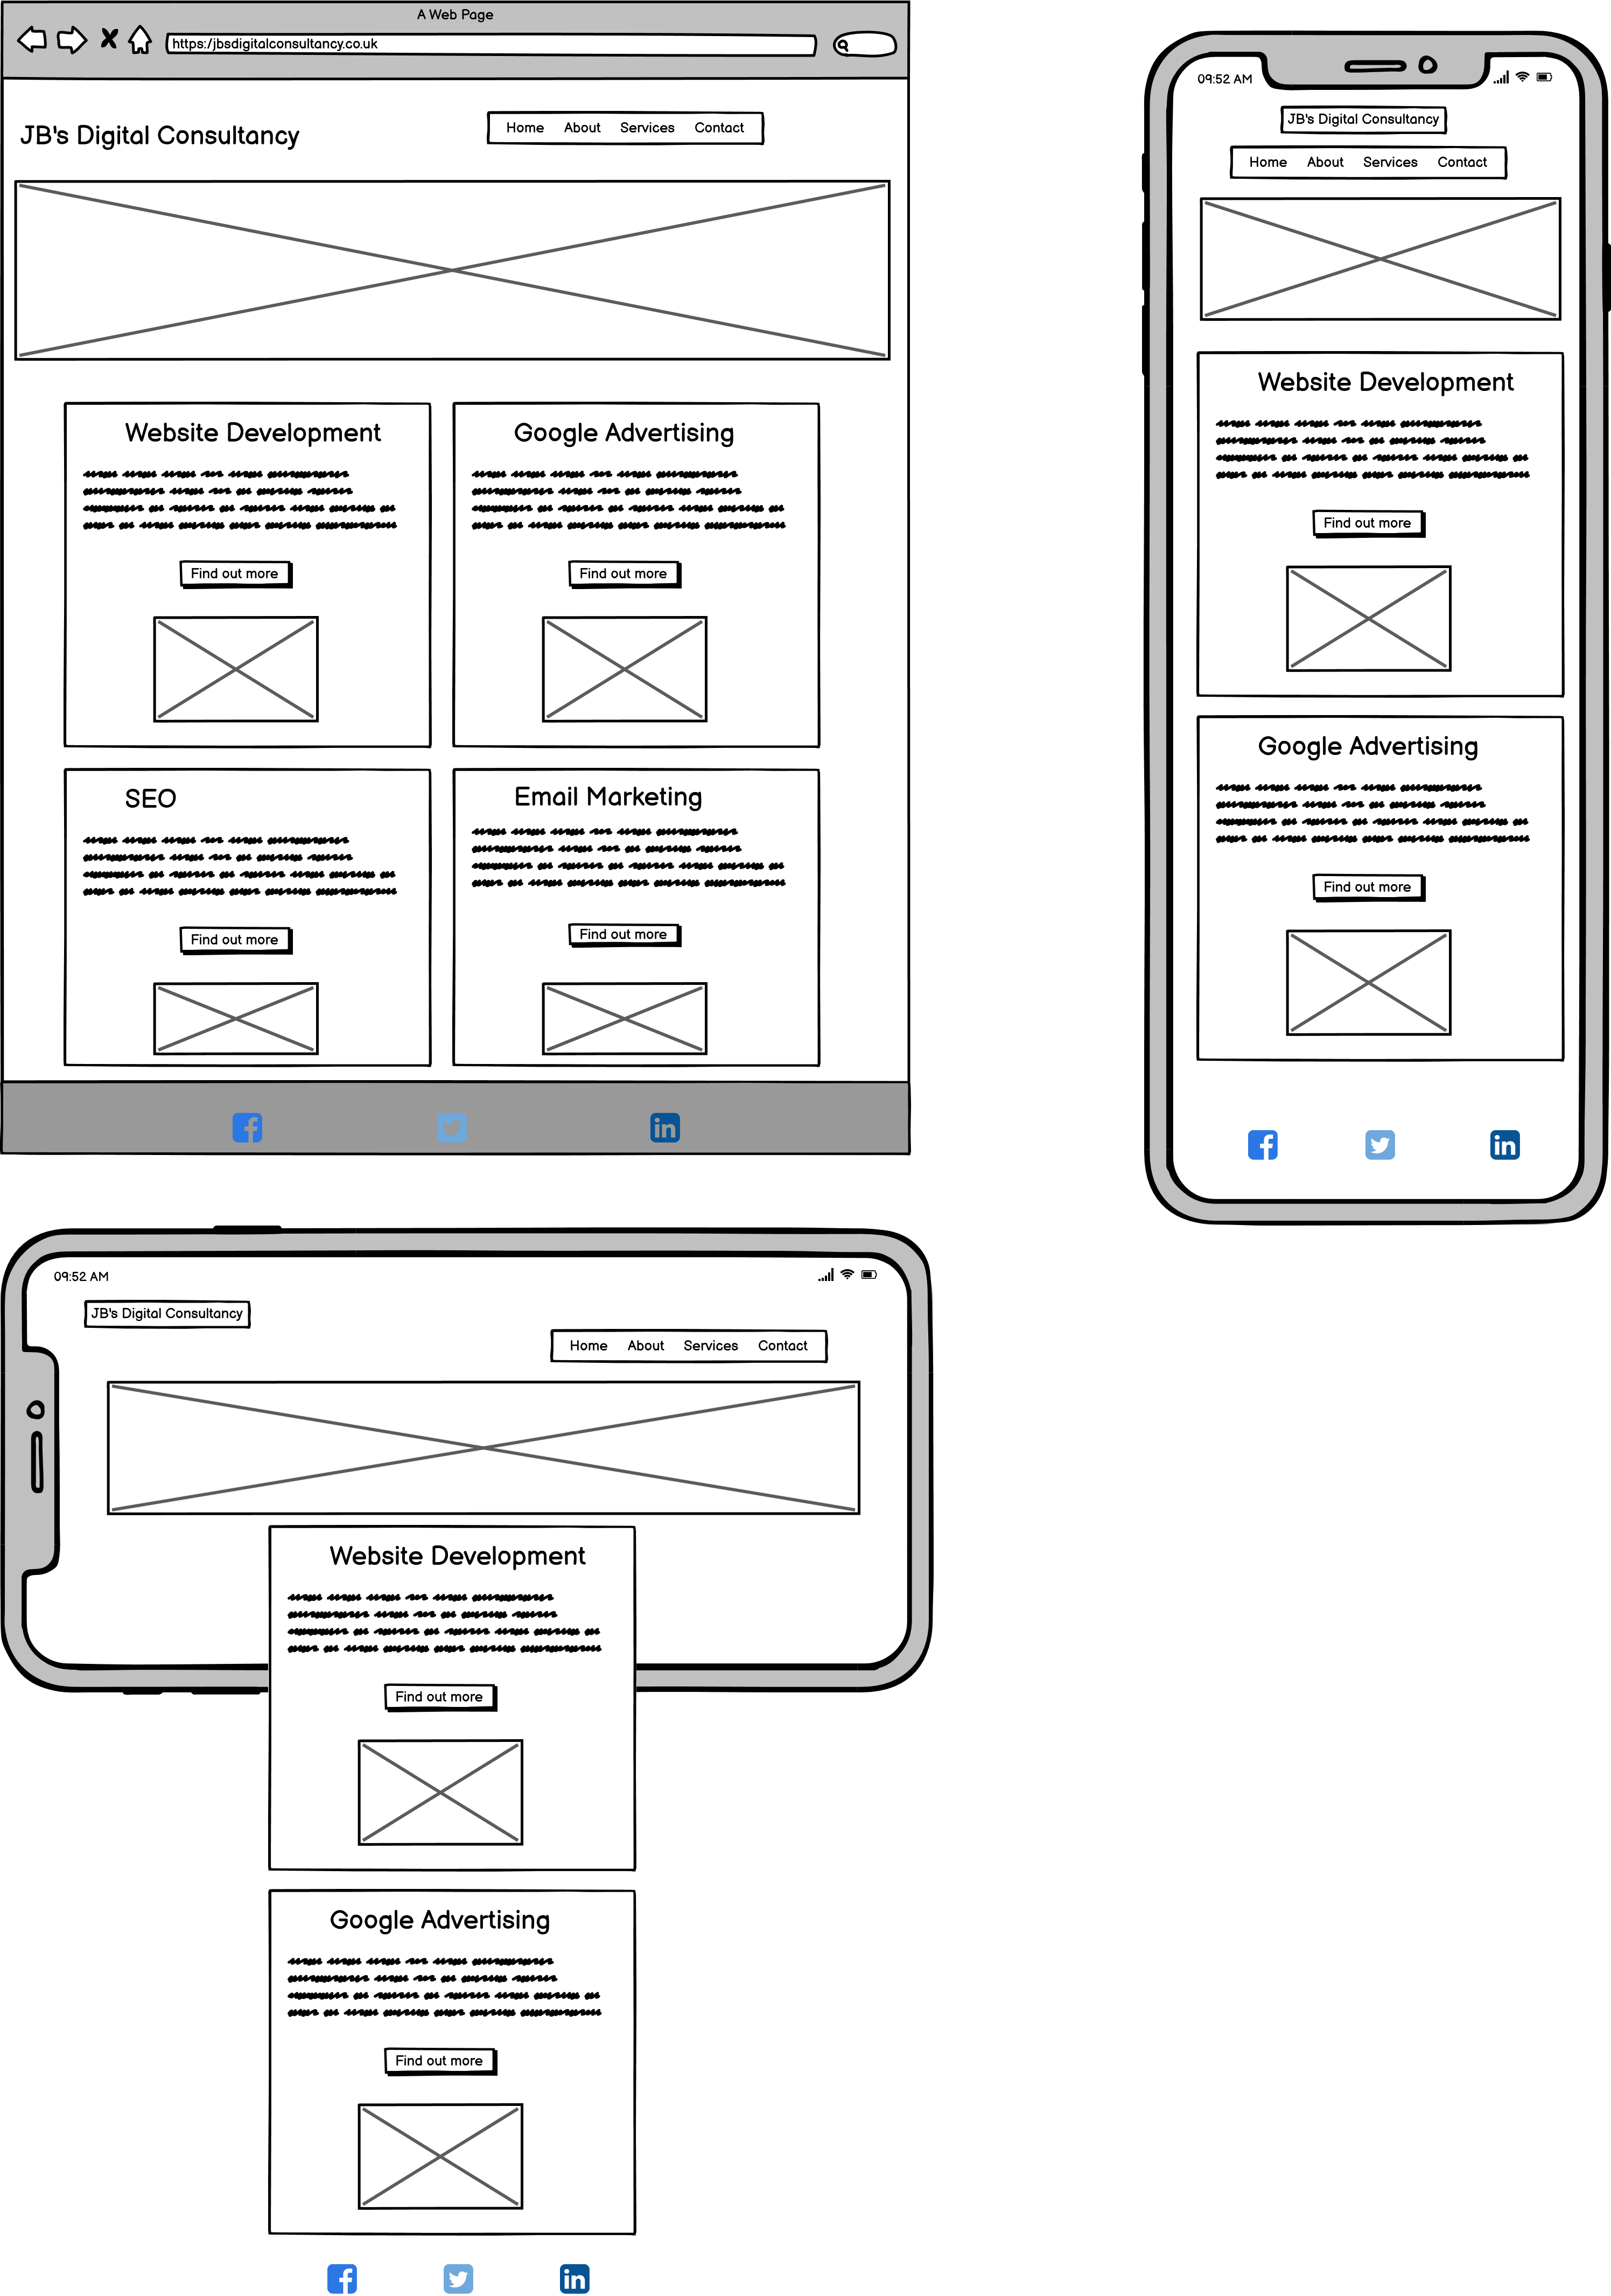 A Web Page
https:/jbsdigitalconsultancy.co.uk
JB's Digital Consultancy
Home About Services Contact
Website Development
Find out more
Google Advertising
Find out more
SEO
Find out more
Email Marketing
Find out more
09:52 AM
JB's Digital Consultancy
Home About Services Contact
Website Development
Find out more
Google Advertising
Find out more
09:52 AM
JB's Digital Consultancy
Home About Services Contact
Website Development
Find out more
Google Advertising
Find out more